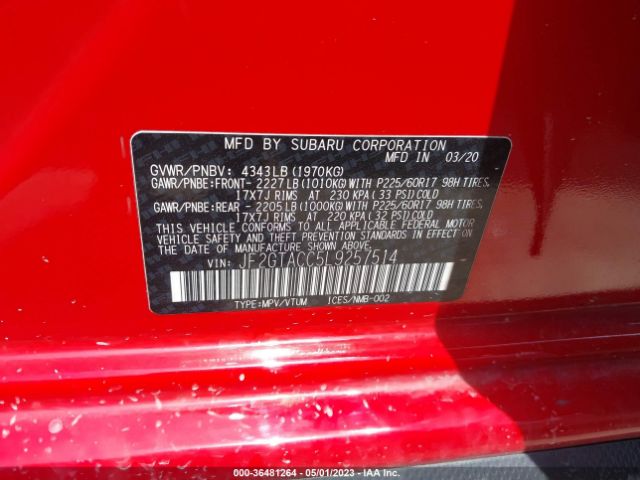 MFD BY SUBARU CORPORATION
MFD IN 03/20
GVWR/PNBV: 4343LB (1970KG)
GAWR/PNBE:FRONT- 2227LB (1010KG) WITH P225/60R17 98H TIRES,
17X7J RIMS AT 230 KPA (33 PSI) COLD
GAWR/PNBE:REAR - 2205LB (1000KG) WITH P225/60R17 98H TIRES,
17X7J RIMS AT 220 KPA (32 PSI) COLD
THIS VEHICLE CONFORMS TO ALL APPLICABLE FEDERAL MOTOR
VEHICLE SAFETY AND BUMPER STANDARDS IN EFFECT ON THE
DATE OF MANUFACTURE SHOWN ABOVE.
VIN: JF2GTACC5L9257514
TYPE:MPV/VTUM ICES/NMB-002
000-36481264 - 05/01/2023 - IAA Inc.